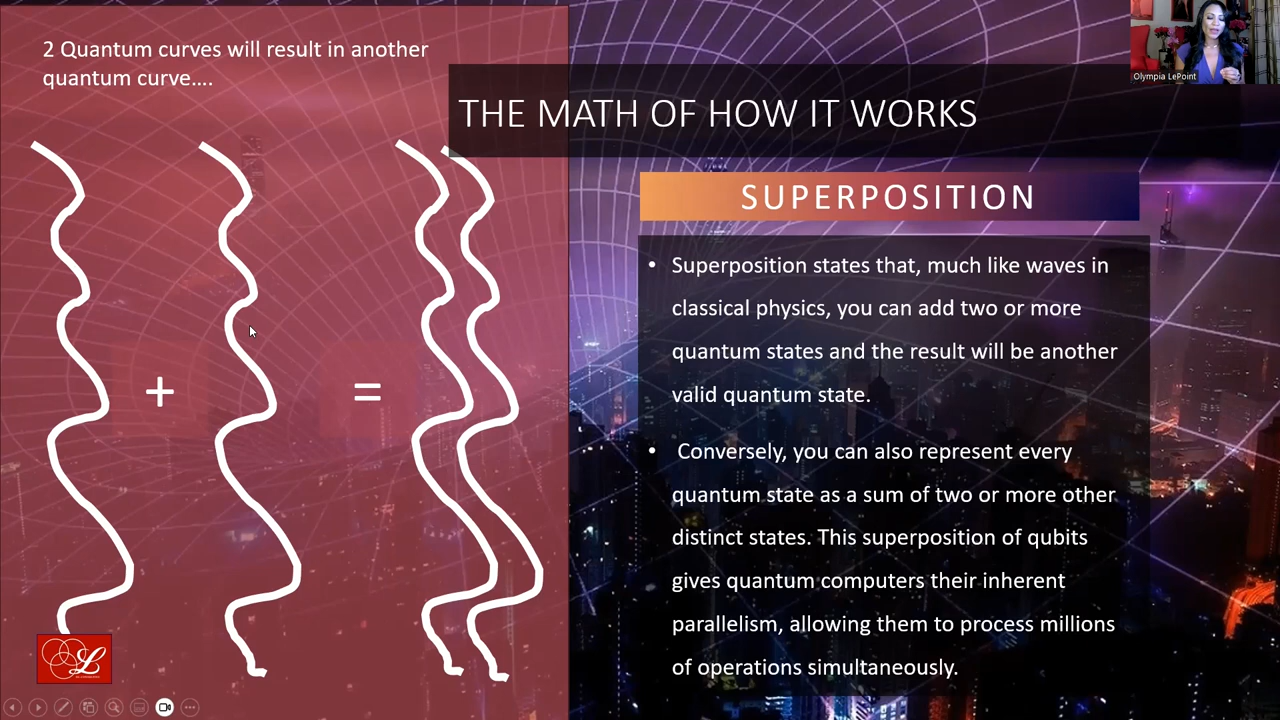 2 Quantum curves will result in another
quantum curve....
THE MATH OF HOW IT WORKS
Olympia LePoint
+
=
SUPERPOSITION
• Superposition states that, much like waves in
classical physics, you can add two or more
quantum states and the result will be another
valid quantum state.
• Conversely, you can also represent every
quantum state as a sum of two or more other
distinct states. This superposition of qubits
gives quantum computers their inherent
parallelism, allowing them to process millions
of operations simultaneously.
L